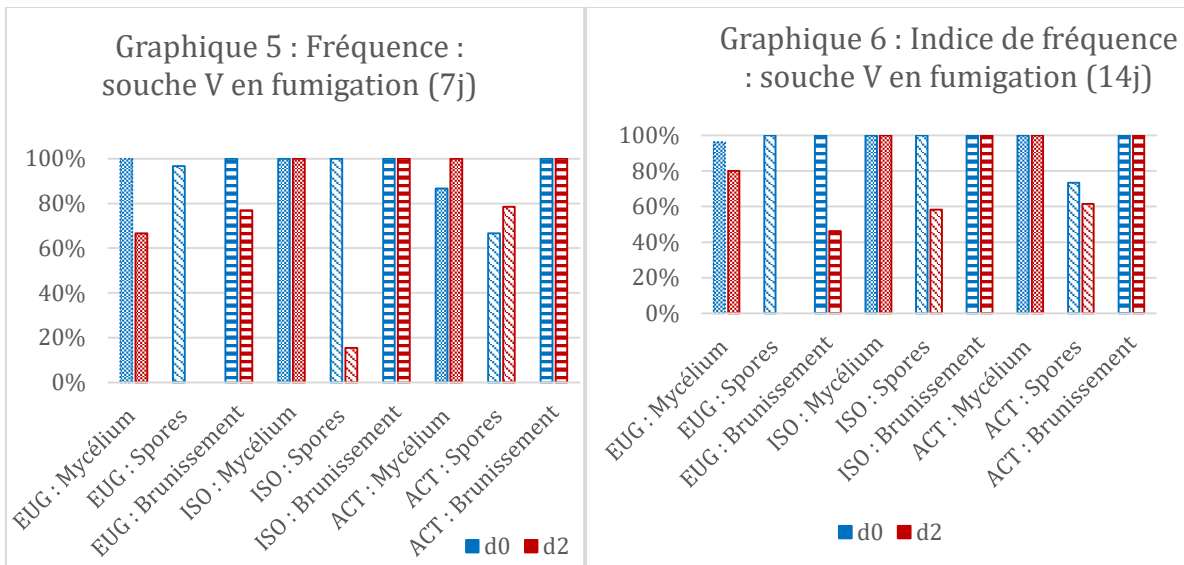 Graphique 5 : Fréquence :
souche V en fumigation (7j)
100%
80%
60%
40%
20%
0%
EUG : Mycélium
EUG : Spores
EUG : Brunissement
ISO : Mycélium
ISO : Spores
ISO : Brunissement
ACT : Mycélium
ACT : Spores
ACT : Brunissement
d0 d2
Graphique 6 : Indice de fréquence
: souche V en fumigation (14j)
100%
80%
60%
40%
20%
0%
EUG : Mycélium
EUG : Spores
EUG : Brunissement
ISO : Mycélium
ISO : Spores
ISO : Brunissement
ACT : Mycélium
ACT : Spores
ACT : Brunissement
d0 d2